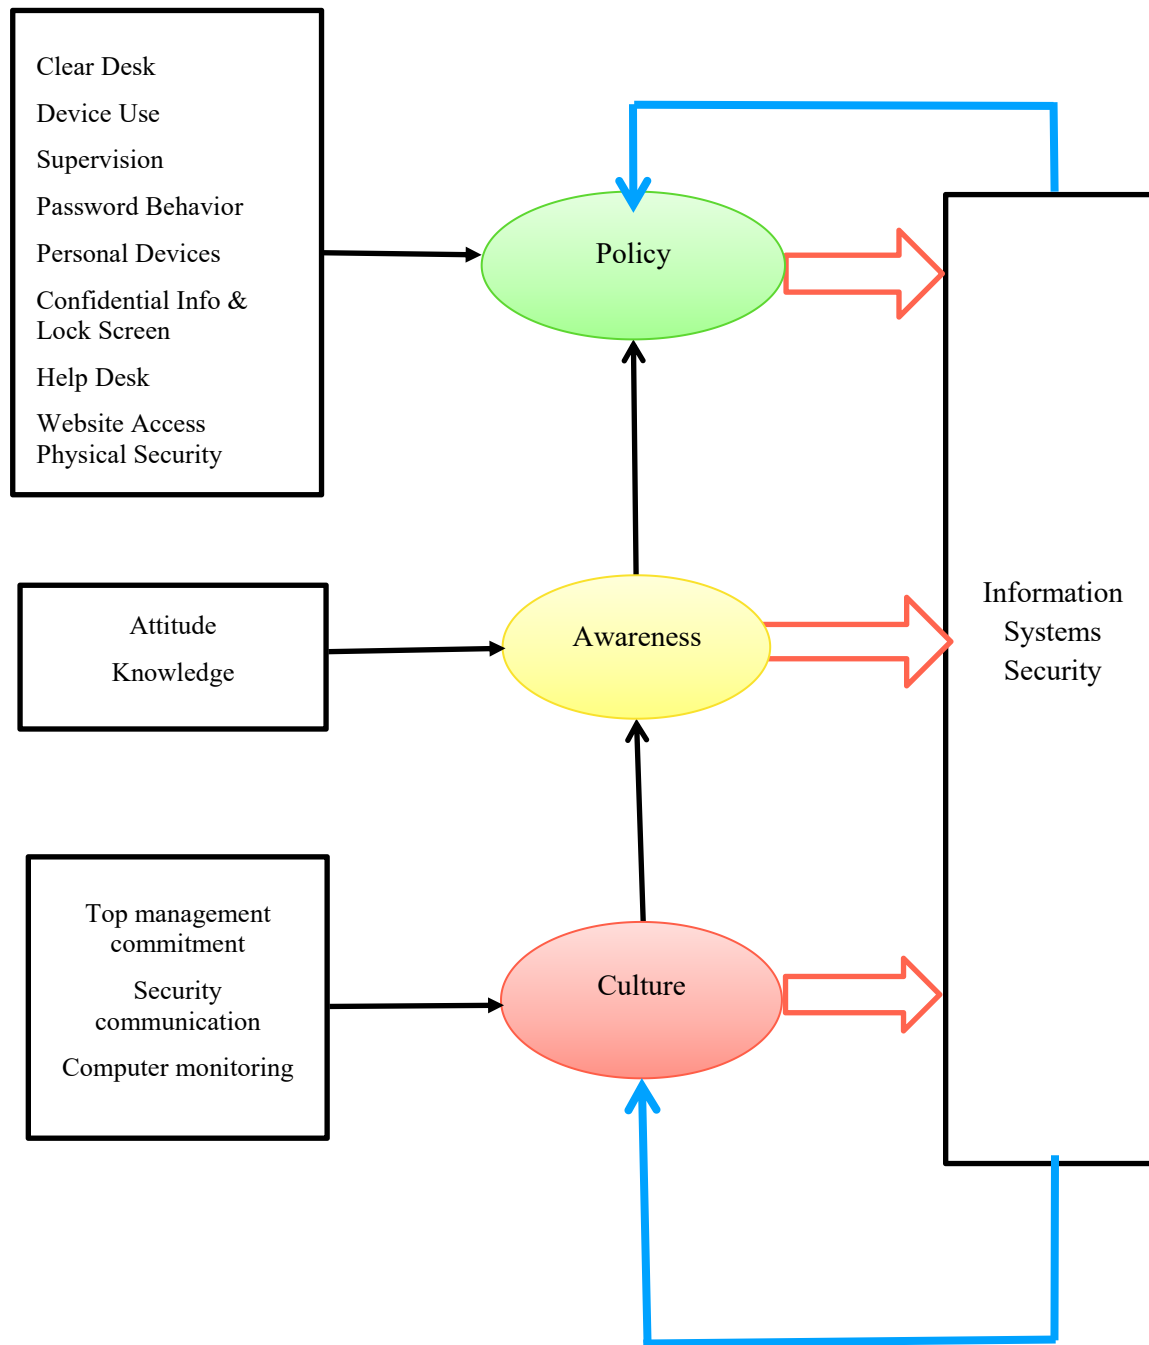 Clear Desk
Device Use
Supervision
Password Behavior
Personal Devices
Confidential Info &
Lock Screen
Help Desk
Website Access
Physical Security
Policy
Attitude
Knowledge
Awareness
Information
Systems
Security
Top management
commitment
Security
communication
Computer monitoring
Culture